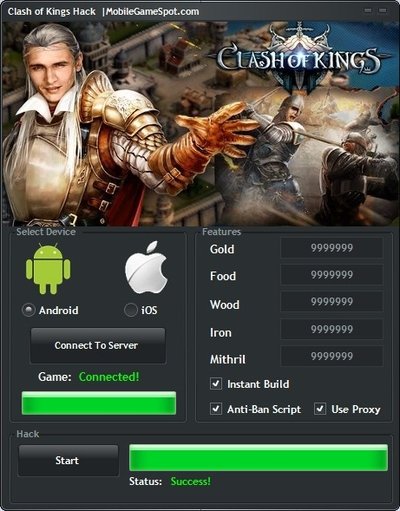 Clash of Kings Hack |MobileGameSpot.com
CLASH OF KINGS
Select Device
Android
iOS
Connect To Server
Game: Connected!
Features
Gold 9999999
Food 9999999
Wood 9999999
Iron 9999999
Mithril 9999999
Instant Build
Anti-Ban Script
Use Proxy
Hack
Start
Status: Success!